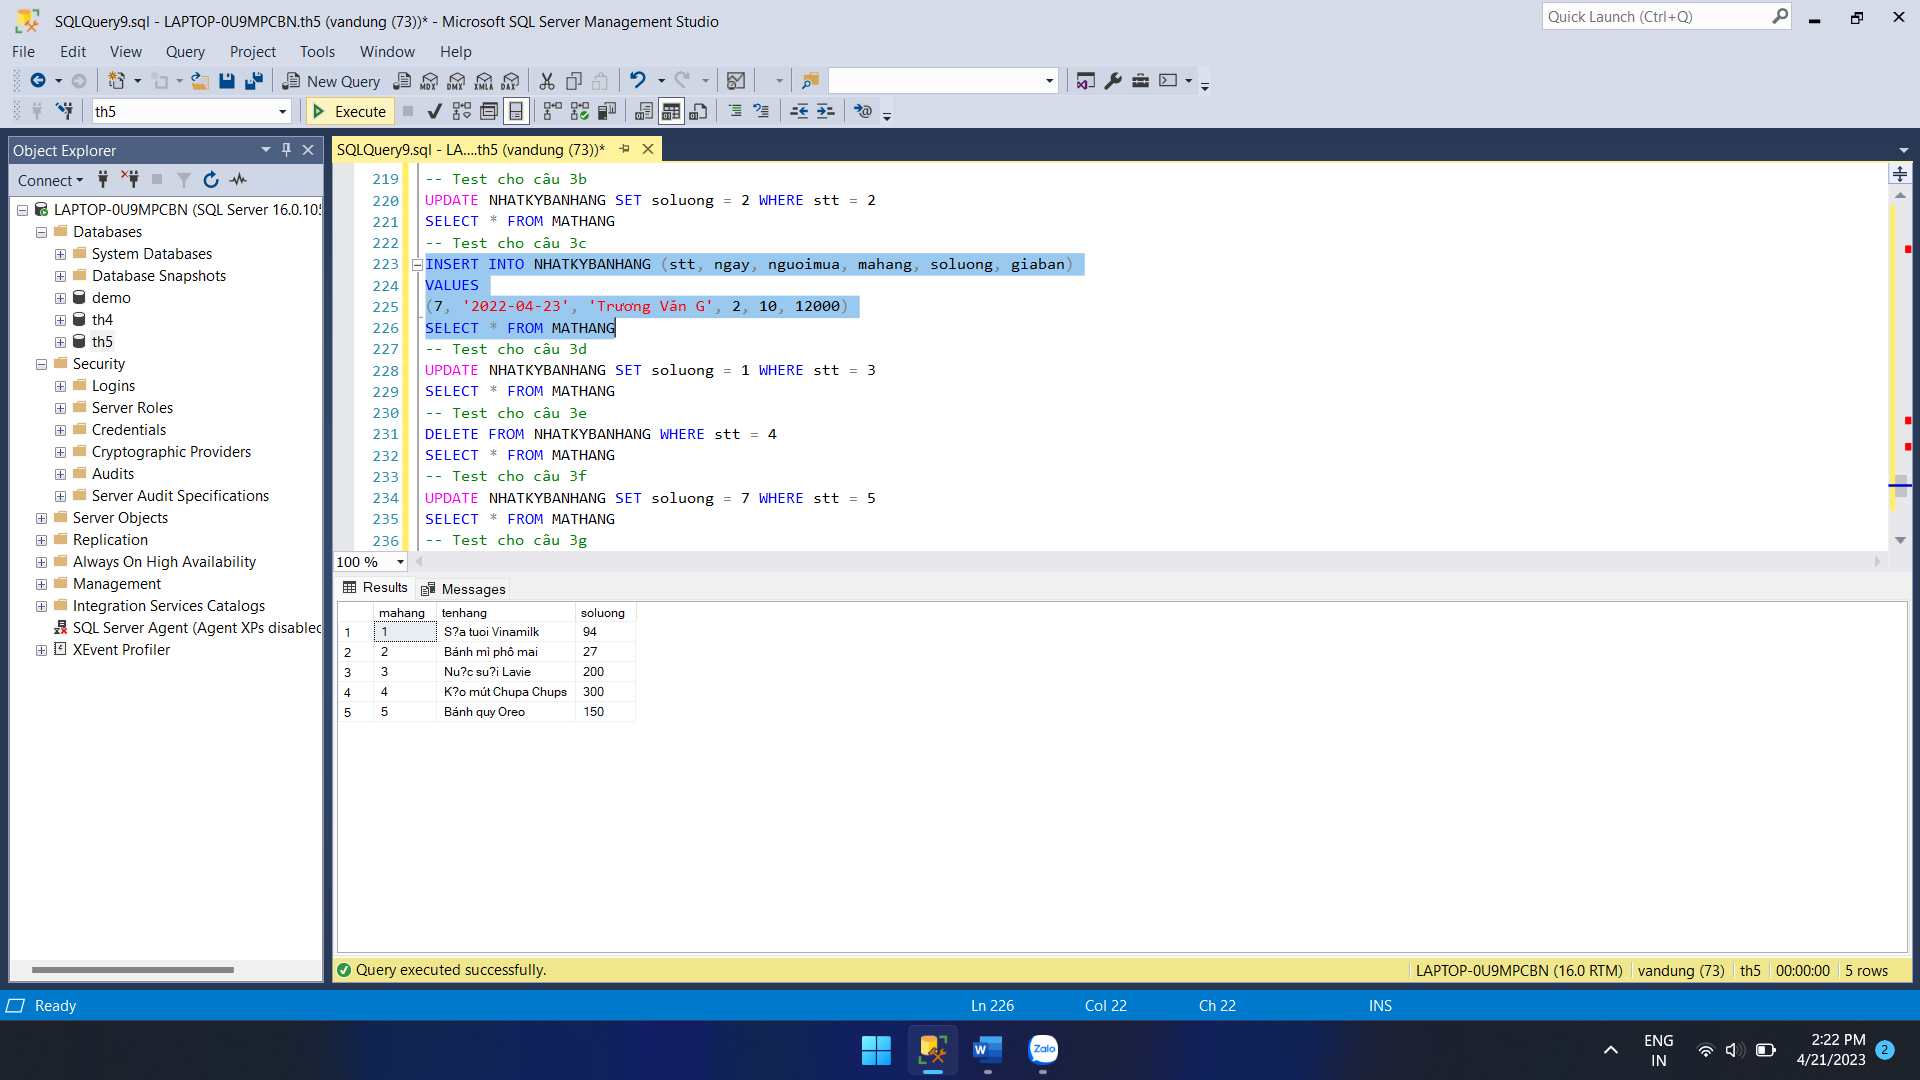 SQLQuery9.sql - LAPTOP-0U9MPCBN.th5 (vandung (73))* - Microsoft SQL Server Management Studio
Quick Launch (Ctrl+Q)
File Edit View Query Project Tools Window Help
New Query MDX DMX XMLA DAX
th5 Execute
Object Explorer
Connect
LAPTOP-0U9MPCBN (SQL Server 16.0.105
Databases
System Databases
Database Snapshots
demo
th4
th5
Security
Logins
Server Roles
Credentials
Cryptographic Providers
Audits
Server Audit Specifications
Server Objects
Replication
Always On High Availability
Management
Integration Services Catalogs
SQL Server Agent (Agent XPs disabled
XEvent Profiler
SQLQuery9.sql - LA....th5 (vandung (73))*
219 -- Test cho câu 3b
220 UPDATE NHATKYBANHANG SET soluong = 2 WHERE stt = 2
221 SELECT * FROM MATHANG
222 -- Test cho câu 3c
223 INSERT INTO NHATKYBANHANG (stt, ngay, nguoimua, mahang, soluong, giaban)
224 VALUES
225 (7, '2022-04-23', 'Trương Văn G', 2, 10, 12000)
226 SELECT * FROM MATHANG
227 -- Test cho câu 3d
228 UPDATE NHATKYBANHANG SET soluong = 1 WHERE stt = 3
229 SELECT * FROM MATHANG
230 -- Test cho câu 3e
231 DELETE FROM NHATKYBANHANG WHERE stt = 4
232 SELECT * FROM MATHANG
233 -- Test cho câu 3f
234 UPDATE NHATKYBANHANG SET soluong = 7 WHERE stt = 5
235 SELECT * FROM MATHANG
236 -- Test cho câu 3g
100 %
Results Messages
mahang tenhang soluong
1 1 S?a tuoi Vinamilk 94
2 2 Bánh mì phô mai 27
3 3 Nu?c su?i Lavie 200
4 4 K?o mút Chupa Chups 300
5 5 Bánh quy Oreo 150
Query executed successfully. LAPTOP-0U9MPCBN (16.0 RTM) vandung (73) th5 00:00:00 5 rows
Ready Ln 226 Col 22 Ch 22 INS
W Zalo
ENG
IN
2:22 PM
4/21/2023
2